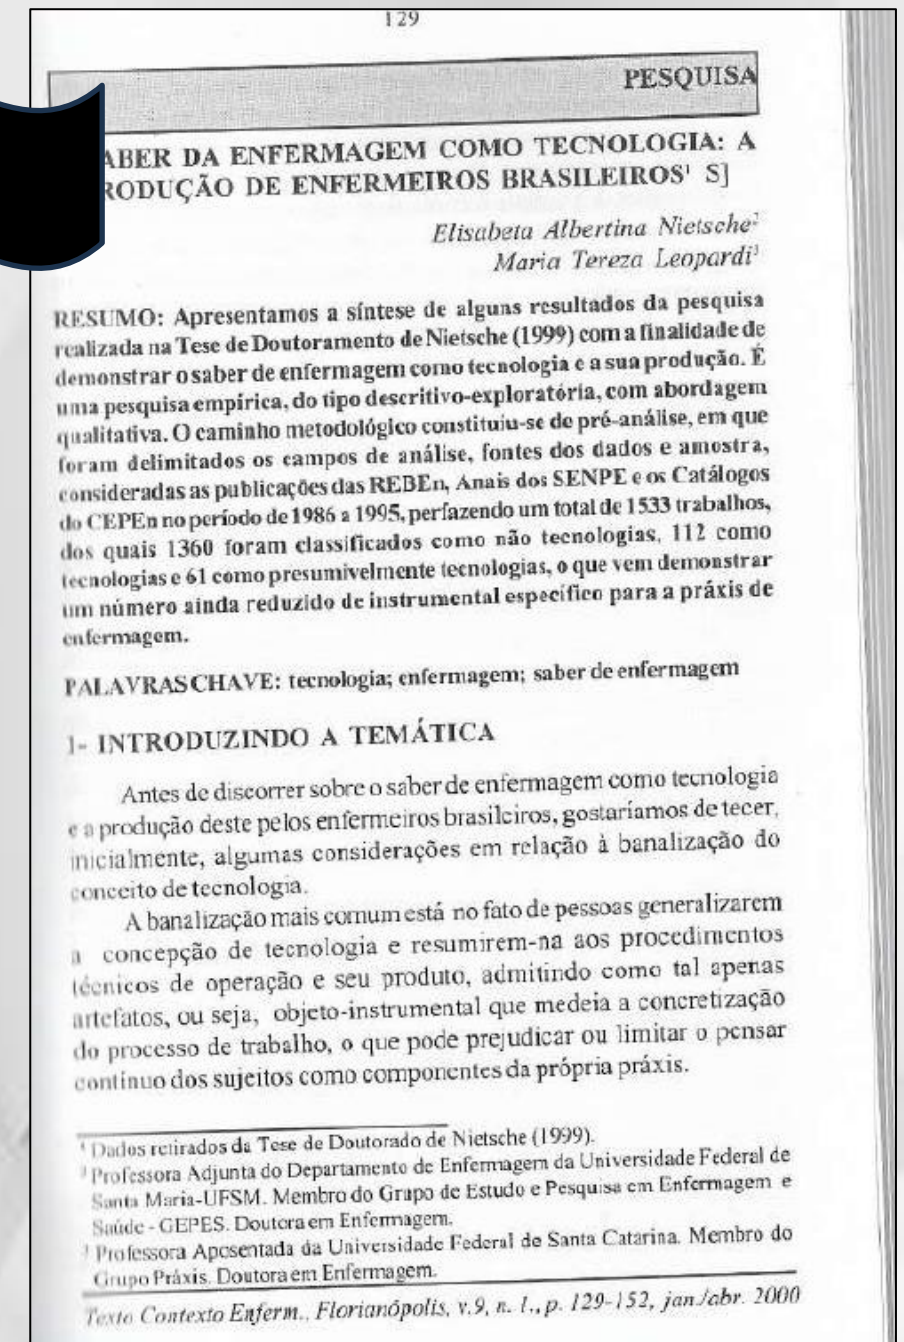 129
PESQUISA
ABER DA ENFERMAGEM COMO TECNOLOGIA: A
RODUÇÃO DE ENFERMEIROS BRASILEIROS¹ S]
Elisabeta Albertina Nietsche²
Maria Tereza Leopardi³
RESUMO: Apresentamos a síntese de alguns resultados da pesquisa
realizada na Tese de Doutoramento de Nietsche (1999) com a finalidade de
demonstrar o saber de enfermagem como tecnologia e a sua produção. É
uma pesquisa empírica, do tipo descritivo-exploratória, com abordagem
qualitativa. O caminho metodológico constituiu-se de pré-análise, em que
foram delimitados os campos de análise, fontes dos dados e amostra,
consideradas as publicações das REBEn, Anais dos SENPE e os Catálogos
do CEPEn no período de 1986 a 1995, perfazendo um total de 1533 trabalhos,
dos quais 1360 foram classificados como não tecnologias, 112 como
tecnologias e 61 como presumivelmente tecnologias, o que vem demonstrar
um número ainda reduzido de instrumental específico para a práxis de
enfermagem.
PALAVRAS CHAVE: tecnologia; enfermagem; saber de enfermagem
1- INTRODUZINDO A TEMÁTICA
Antes de discorrer sobre o saber de enfermagem como tecnologia
e a produção deste pelos enfermeiros brasileiros, gostaríamos de tecer,
inicialmente, algumas considerações em relação à banalização do
conceito de tecnologia.
A banalização mais comum está no fato de pessoas generalizarem
a concepção de tecnologia e resumirem-na aos procedimentos
técnicos de operação e seu produto, admitindo como tal apenas
artefatos, ou seja, objeto-instrumental que medeia a concretização
do processo de trabalho, o que pode prejudicar ou limitar o pensar
contínuo dos sujeitos como componentes da própria práxis.
¹ Dados retirados da Tese de Doutorado de Nietsche (1999).
² Professora Adjunta do Departamento de Enfermagem da Universidade Federal de
Santa Maria-UFSM. Membro do Grupo de Estudo e Pesquisa em Enfermagem e
Saúde - GEPES. Doutora em Enfermagem.
³ Professora Aposentada da Universidade Federal de Santa Catarina. Membro do
Grupo Práxis. Doutora em Enfermagem.
Texto Contexto Enferm., Florianópolis, v.9, n. 1., p. 129-152, jan./abr. 2000